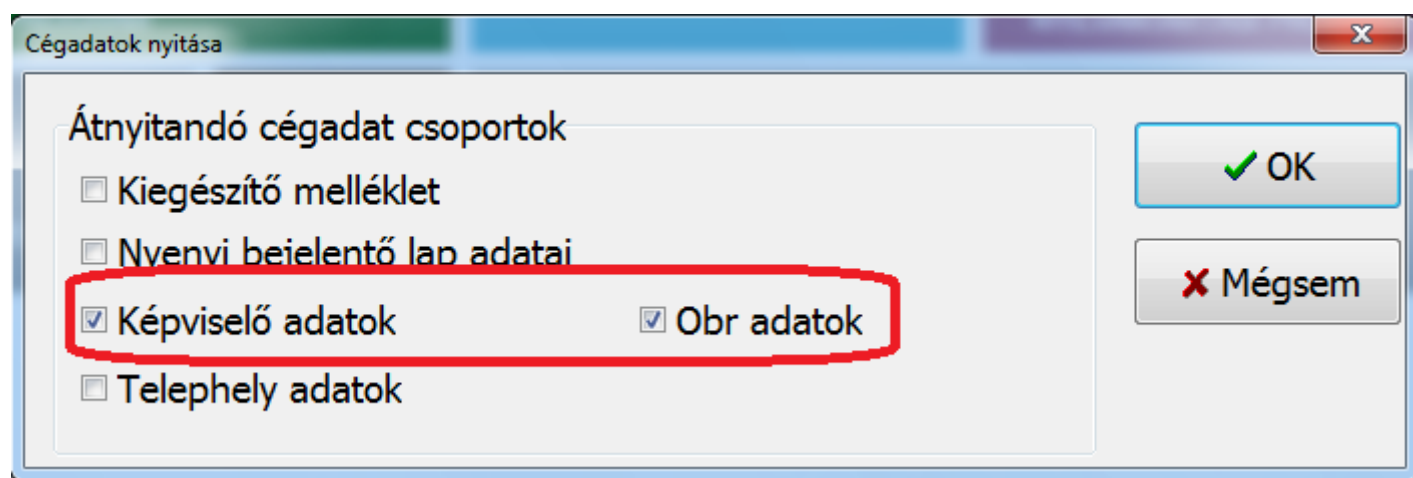 Cégadatok nyitása
Átnyitandó cégadat csoportok
Kiegészítő melléklet
Nyenyi bejelentő lap adatai
Képviselő adatok Obr adatok
Telephely adatok
OK
Mégsem